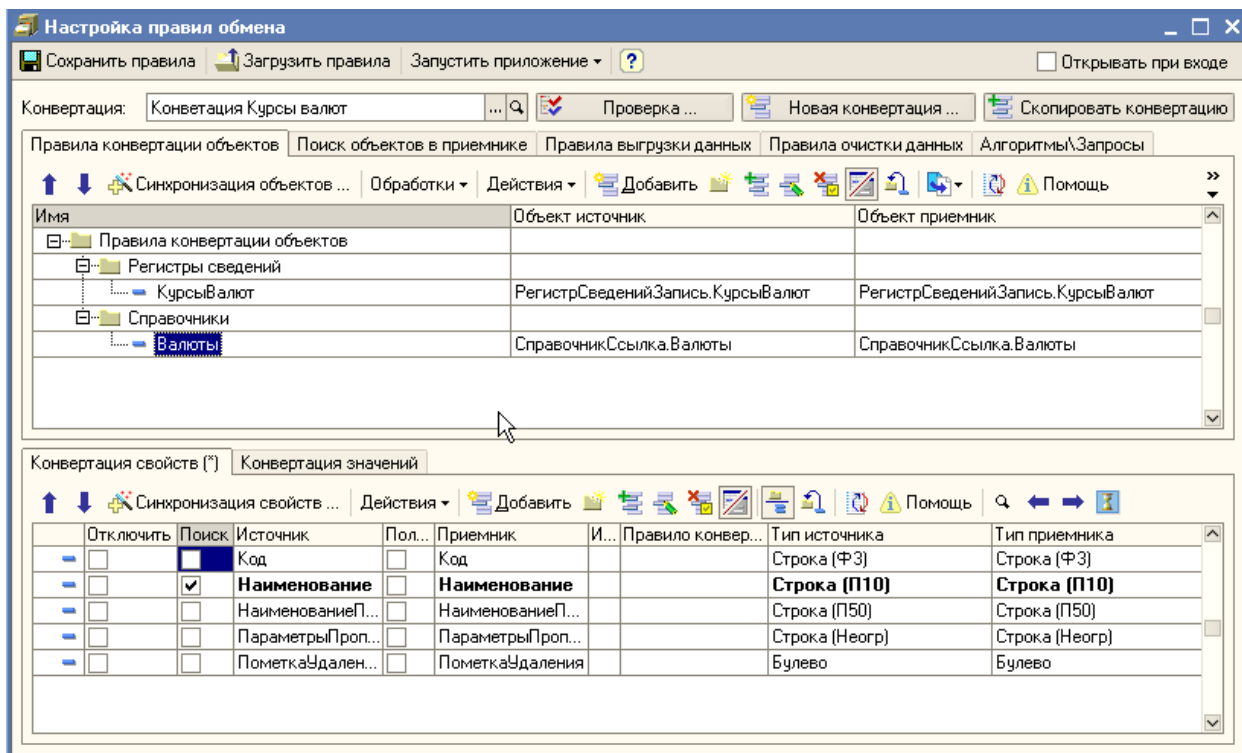 Настройка правил обмена
Сохранить правила Загрузить правила Запустить приложение ? Открывать при входе
Конвертация: Конветация Курсы валют ... Проверка ... Новая конвертация ... Скопировать конвертацию
Правила конвертации объектов Поиск объектов в приемнике Правила выгрузки данных Правила очистки данных Алгоритмы\Запросы
Синхронизация объектов ... Обработки Действия Добавить Помощь »
Имя Объект источник Объект приемник
Правила конвертации объектов
Регистры сведений
КурсыВалют РегистрСведенийЗапись.КурсыВалют РегистрСведенийЗапись.КурсыВалют
Справочники
Валюты СправочникСсылка.Валюты СправочникСсылка.Валюты
Конвертация свойств (*) Конвертация значений
Синхронизация свойств ... Действия Добавить Помощь
Отключить Поиск Источник Пол... Приемник И... Правило конвер... Тип источника Тип приемника
Код Код Строка (Ф3) Строка (Ф3)
Наименование Наименование Строка (П10) Строка (П10)
НаименованиеП... НаименованиеП... Строка (П50) Строка (П50)
ПараметрыПроп... ПараметрыПроп... Строка (Неогр) Строка (Неогр)
ПометкаУдален... ПометкаУдаления Булево Булево